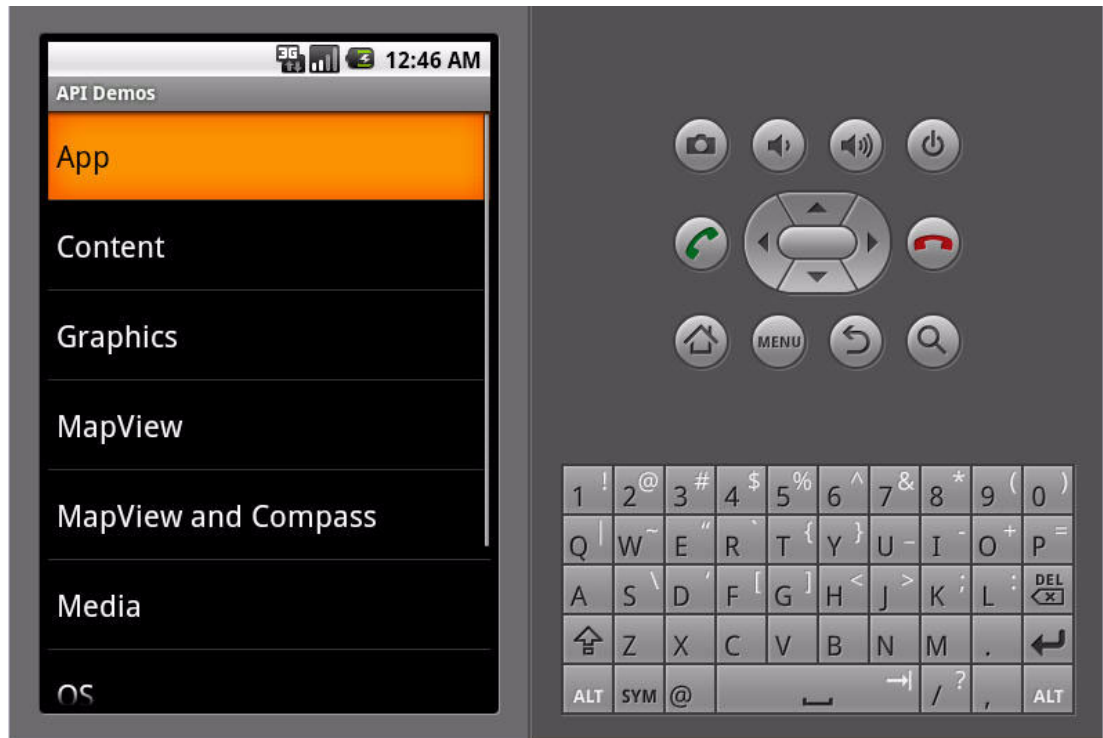 3G 12:46 AM
API Demos
App
Content
Graphics
MapView
MapView and Compass
Media
OS
MENU
1 ! 2 @ 3 # 4 $ 5 % 6 ^ 7 & 8 * 9 ( 0 )
Q | W ~ E " R ` T { Y } U _ I - O + P =
A S \ D ' F [ G ] H < J > K ; L : DEL
Z X C V B N M .
ALT SYM @ / ? , ALT